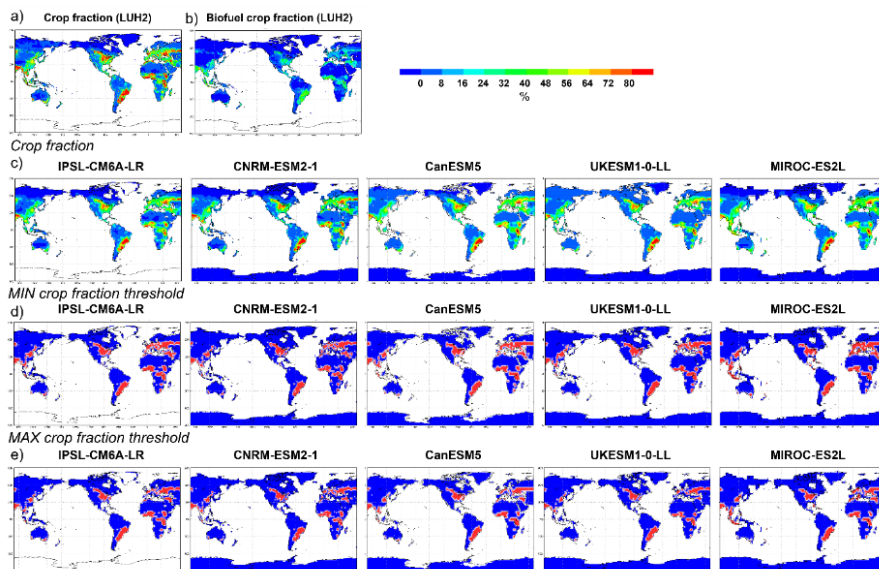 a) Crop fraction (LUH2)
b) Biofuel crop fraction (LUH2)
0 8 16 24 32 40 48 56 64 72 80
%
Crop fraction
c) IPSL-CM6A-LR CNRM-ESM2-1 CanESM5 UKESM1-0-LL MIROC-ES2L
MIN crop fraction threshold
d) IPSL-CM6A-LR CNRM-ESM2-1 CanESM5 UKESM1-0-LL MIROC-ES2L
MAX crop fraction threshold
e) IPSL-CM6A-LR CNRM-ESM2-1 CanESM5 UKESM1-0-LL MIROC-ES2L